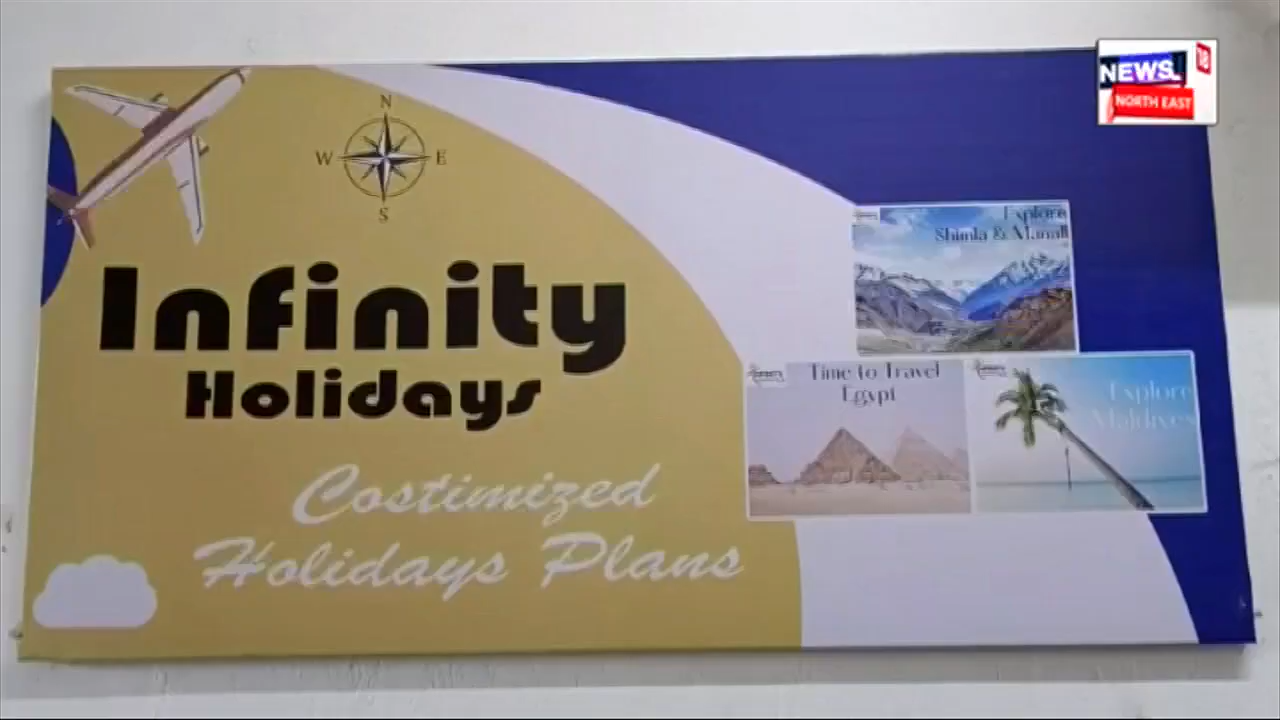 NEWS 18
NORTH EAST
N
W E
S
Infinity
Holidays
Costimized
Holidays Plans
Explore
Shimla & Manali
Time to Travel
Egypt
Explore
Maldives